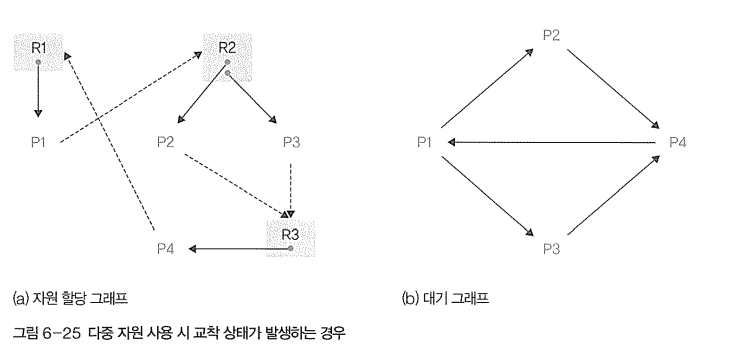 R1
R2
P1
P2
P3
P4
R3
P2
P1
P4
P3
(a) 자원 할당 그래프
(b) 대기 그래프
그림 6-25 다중 자원 사용 시 교착 상태가 발생하는 경우